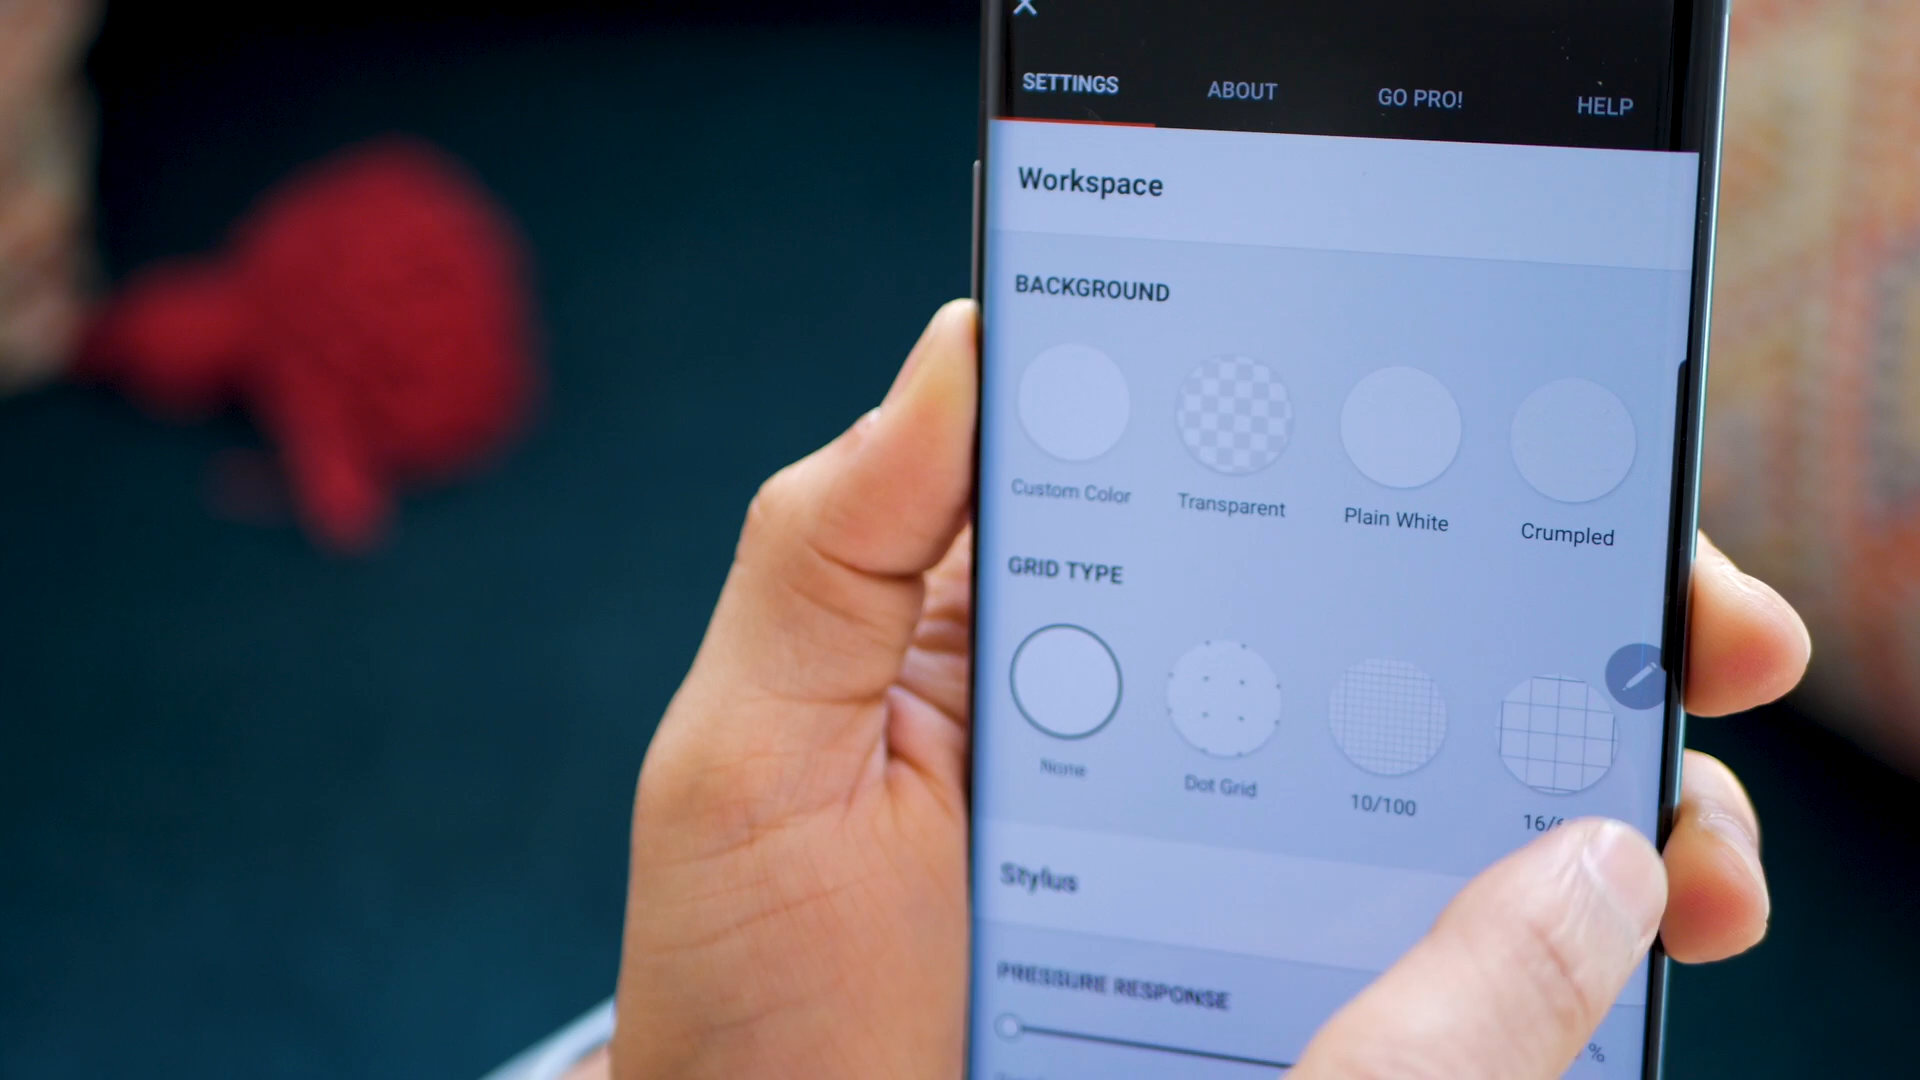 SETTINGS ABOUT GO PRO! HELP
Workspace
BACKGROUND
Custom Color Transparent Plain White Crumpled
GRID TYPE
None Dot Grid 10/100 16/
Stylus
PRESSURE RESPONSE
%